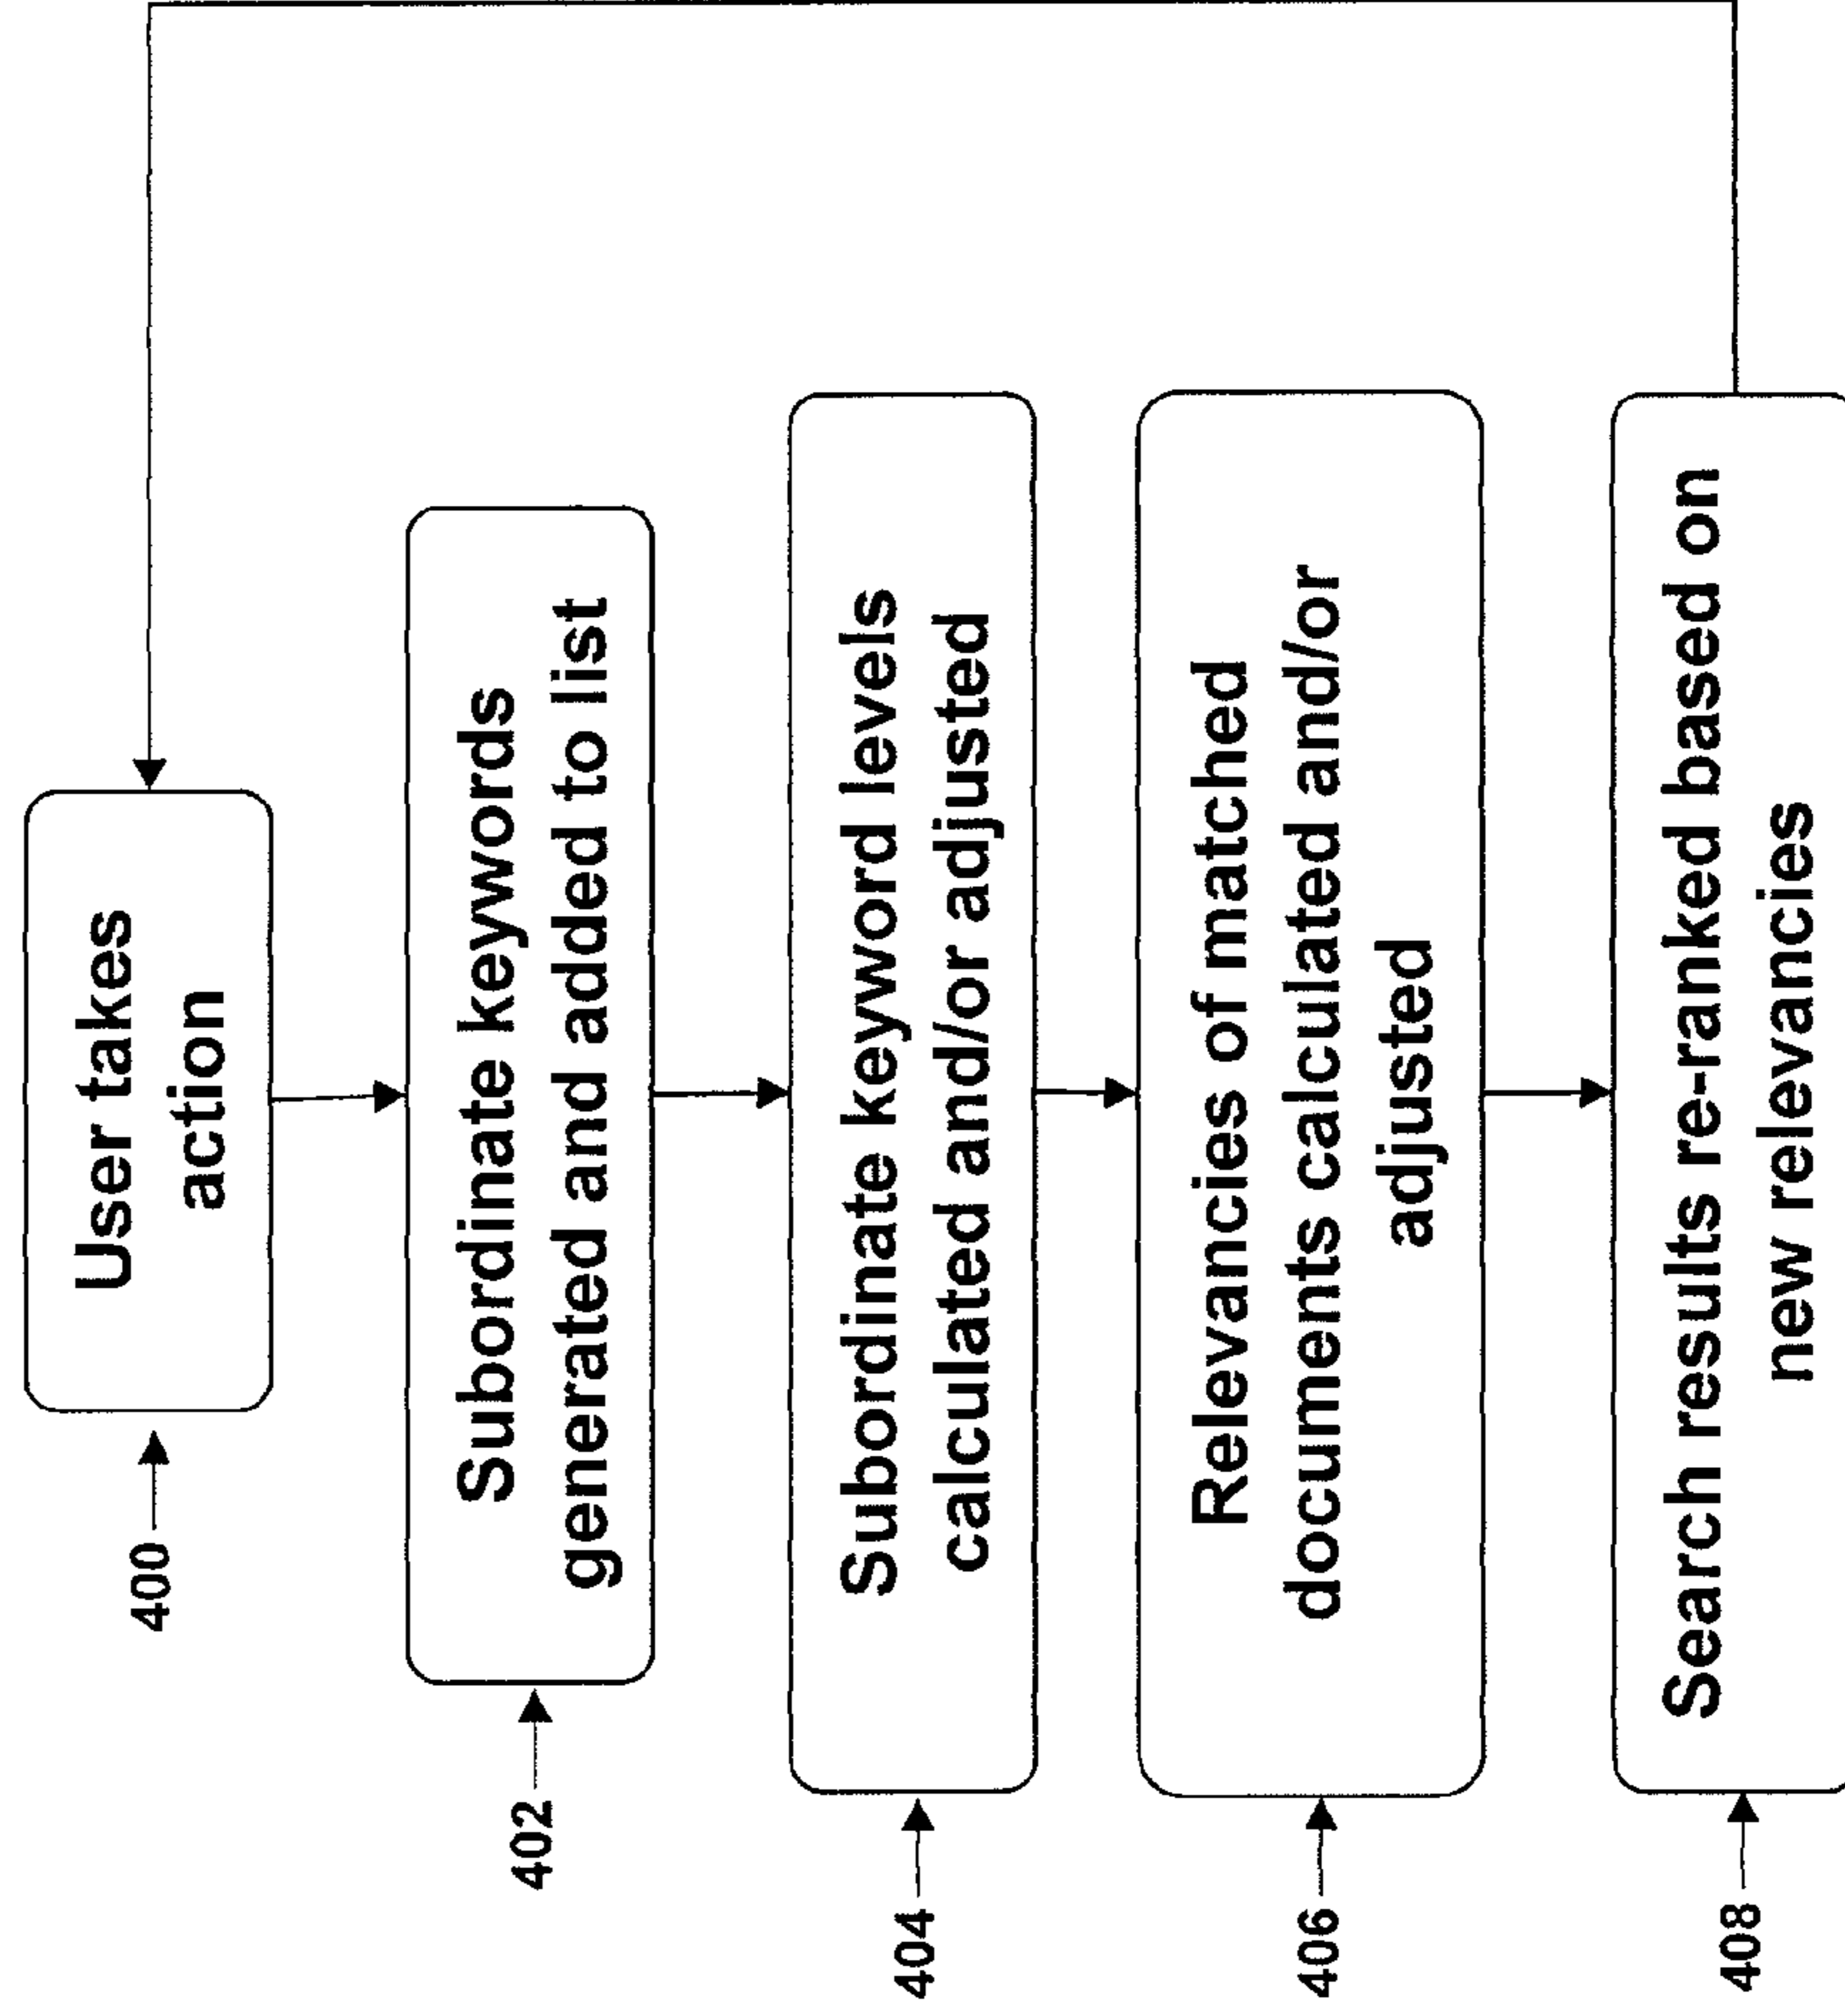 400
User takes
action
402
Subordinate keywords
generated and added to list
404
Subordinate keyword levels
calculated and/or adjusted
406
Relevancies of matched
documents calculated and/or
adjusted
408
Search results re-ranked based on
new relevancies